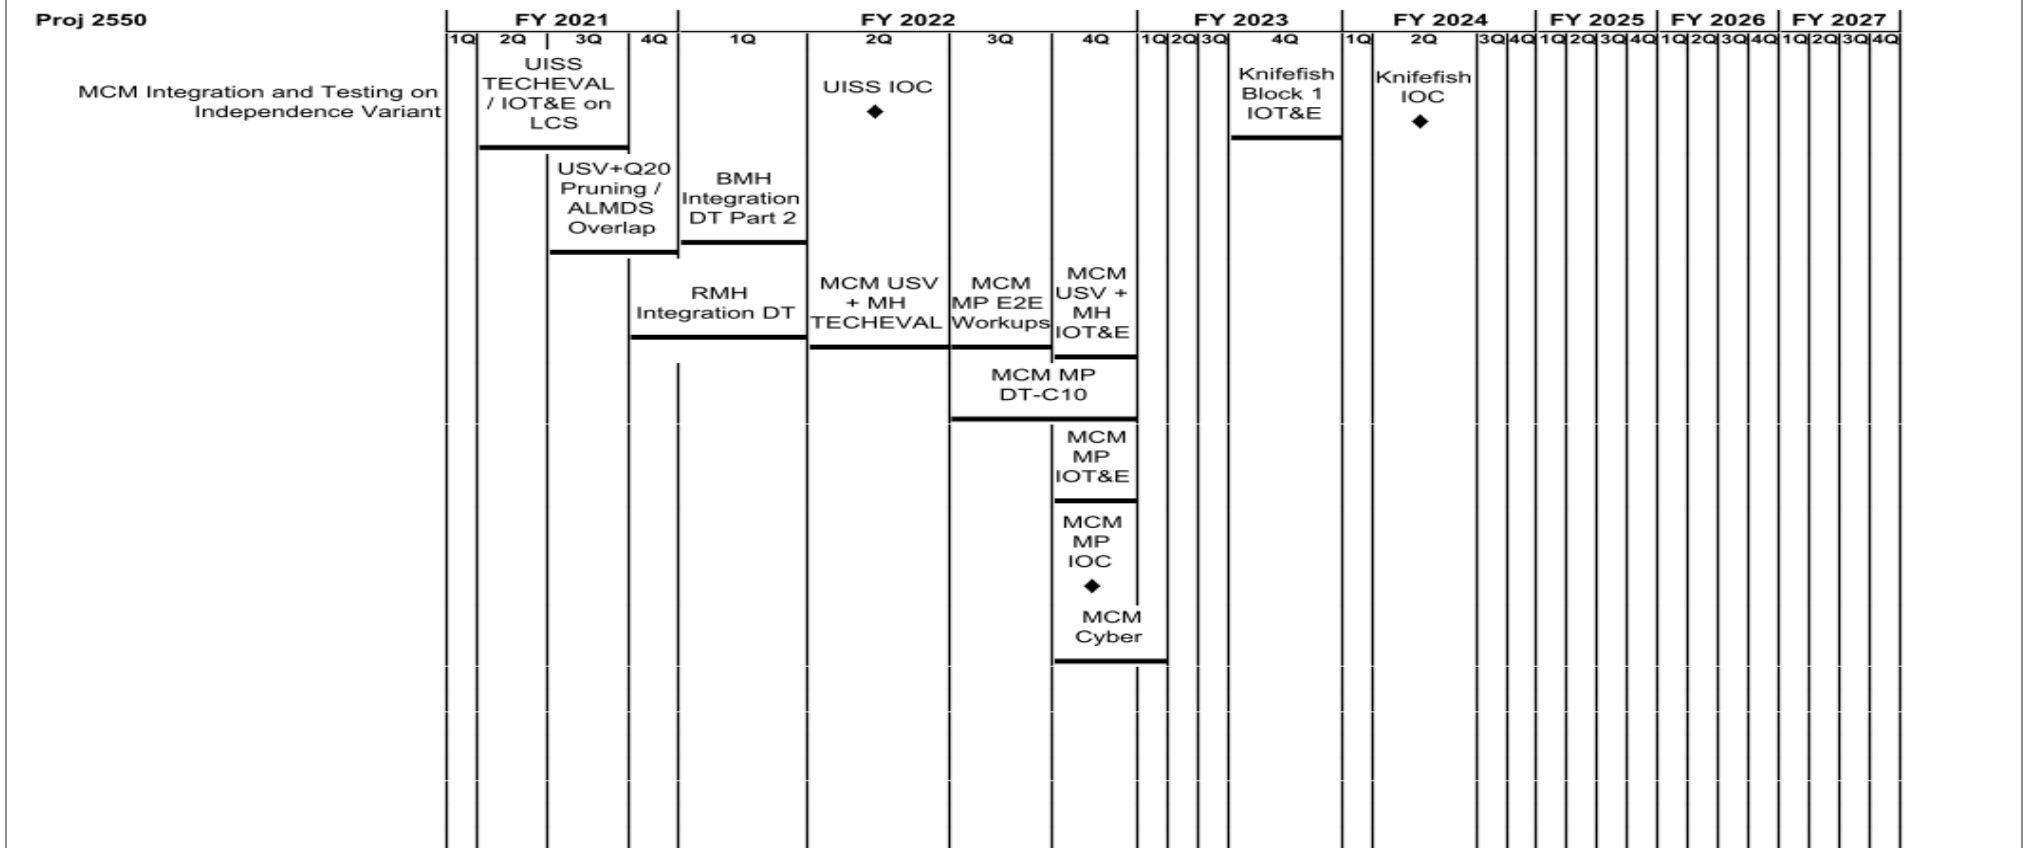 Proj 2550
FY 2021 FY 2022 FY 2023 FY 2024 FY 2025 FY 2026 FY 2027
1Q 2Q 3Q 4Q 1Q 2Q 3Q 4Q 1Q 2Q 3Q 4Q 1Q 2Q 3Q 4Q 1Q 2Q 3Q 4Q 1Q 2Q 3Q 4Q 1Q 2Q 3Q 4Q
MCM Integration and Testing on
Independence Variant
UISS
TECHEVAL
/ IOT&E on
LCS
UISS IOC
Knifefish
Block 1
IOT&E
Knifefish
IOC
USV+Q20
Pruning /
ALMDS
Overlap
BMH
Integration
DT Part 2
RMH
Integration DT
MCM USV
+ MH
TECHEVAL
MCM
MP E2E
Workups
MCM
USV +
MH
IOT&E
MCM MP
DT-C10
MCM
MP
IOT&E
MCM
MP
IOC
MCM
Cyber